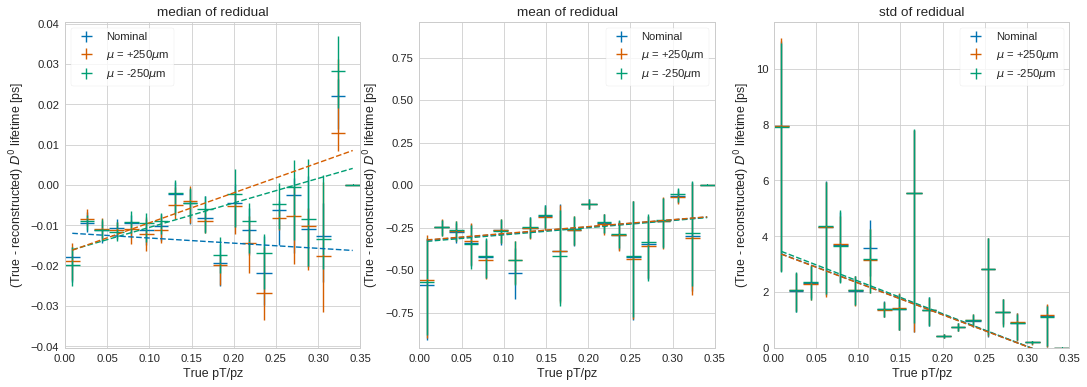 median of redidual
mean of redidual
std of redidual
(True - reconstructed) D⁰ lifetime [ps]
0.04
0.03
0.02
0.01
0.00
−0.01
−0.02
−0.03
−0.04
Nominal
μ = +250μm
μ = -250μm
0.00 0.05 0.10 0.15 0.20 0.25 0.30 0.35
True pT/pz
(True - reconstructed) D⁰ lifetime [ps]
0.75
0.50
0.25
0.00
−0.25
−0.50
−0.75
Nominal
μ = +250μm
μ = -250μm
0.00 0.05 0.10 0.15 0.20 0.25 0.30 0.35
True pT/pz
(True - reconstructed) D⁰ lifetime [ps]
10
8
6
4
2
0
Nominal
μ = +250μm
μ = -250μm
0.00 0.05 0.10 0.15 0.20 0.25 0.30 0.35
True pT/pz